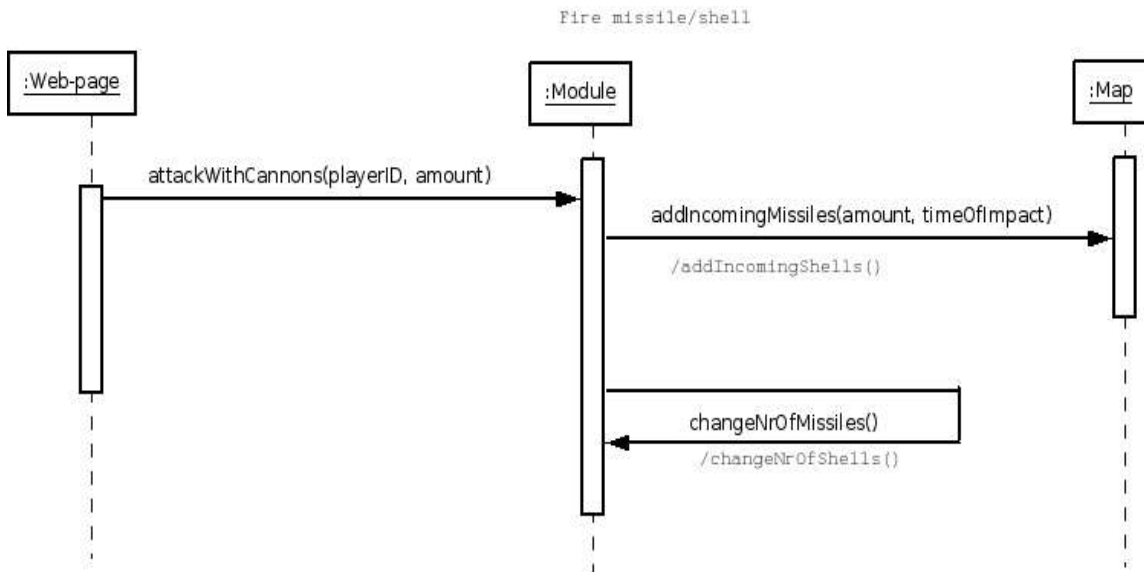 Fire missile/shell
:Web-page
:Module
:Map
attackWithCannons(playerID, amount)
addIncomingMissiles(amount, timeOfImpact)
/addIncomingShells()
changeNrOfMissiles()
/changeNrOfShells()